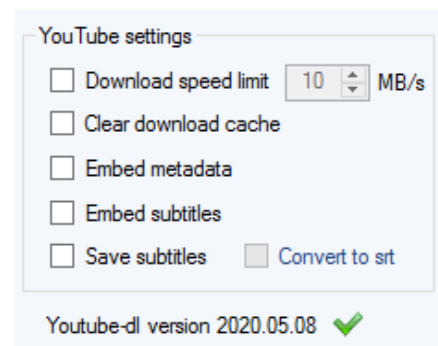 YouTube settings
Download speed limit 10 MB/s
Clear download cache
Embed metadata
Embed subtitles
Save subtitles Convert to srt
Youtube-dl version 2020.05.08